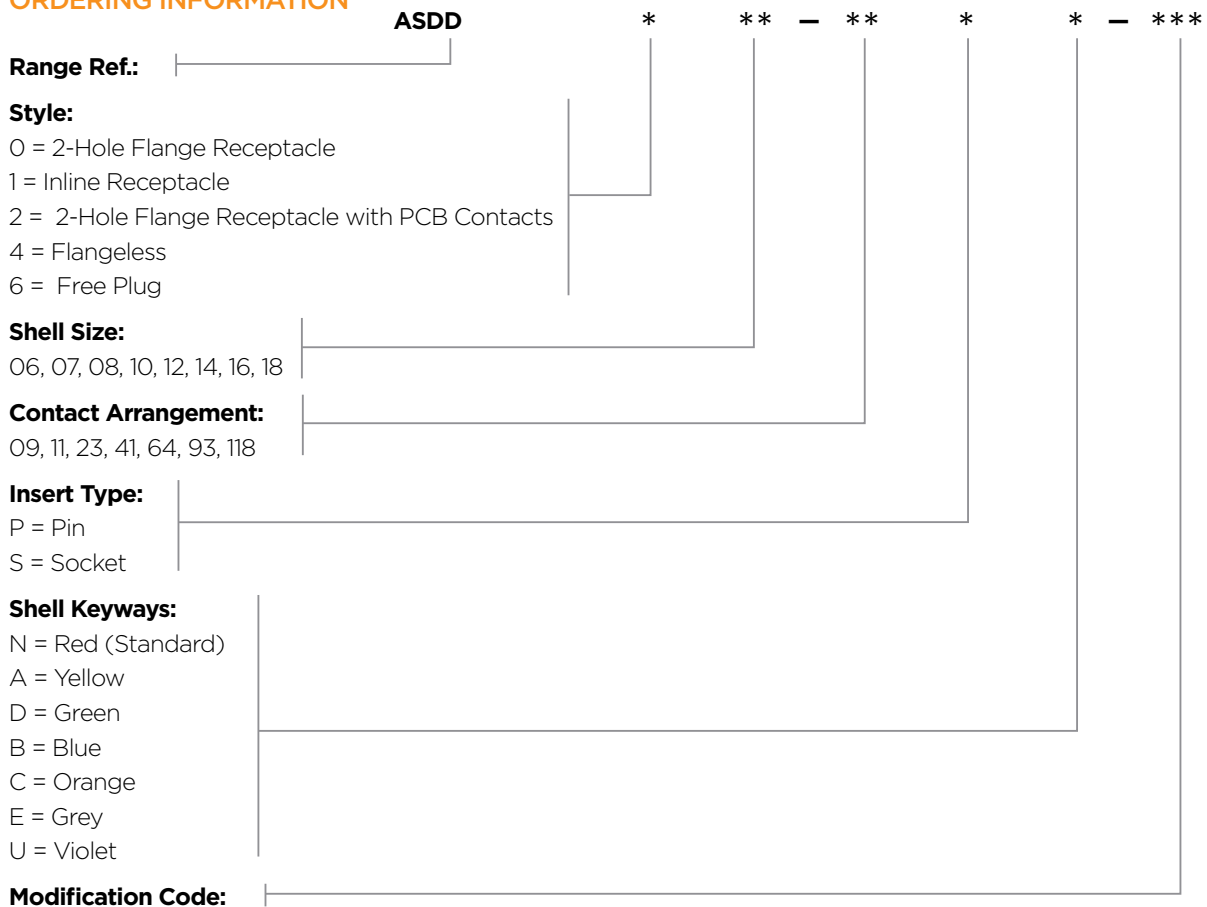 ORDERING INFORMATION
ASDD * ** – ** * * – ***
Range Ref.:
Style:
0 = 2-Hole Flange Receptacle
1 = Inline Receptacle
2 = 2-Hole Flange Receptacle with PCB Contacts
4 = Flangeless
6 = Free Plug
Shell Size:
06, 07, 08, 10, 12, 14, 16, 18
Contact Arrangement:
09, 11, 23, 41, 64, 93, 118
Insert Type:
P = Pin
S = Socket
Shell Keyways:
N = Red (Standard)
A = Yellow
D = Green
B = Blue
C = Orange
E = Grey
U = Violet
Modification Code: